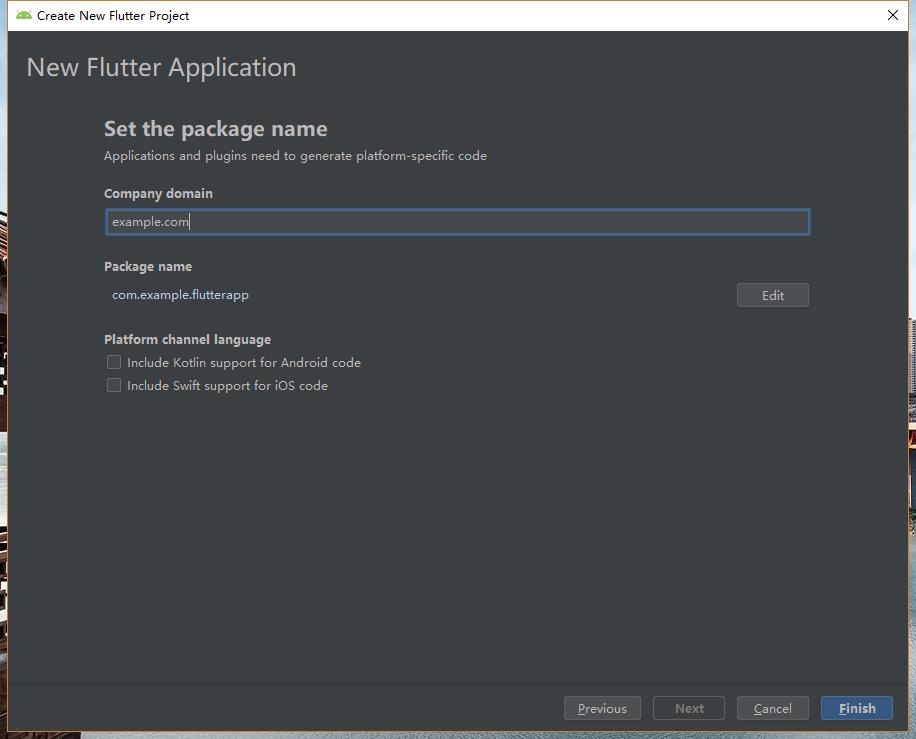 Create New Flutter Project
New Flutter Application
Set the package name
Applications and plugins need to generate platform-specific code
Company domain
example.com
Package name
com.example.flutterapp
Edit
Platform channel language
Include Kotlin support for Android code
Include Swift support for iOS code
Previous
Next
Cancel
Finish